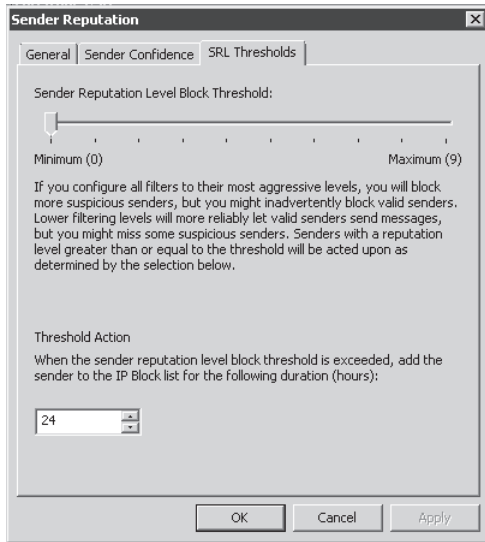 Sender Reputation
General
Sender Confidence
SRL Thresholds
Sender Reputation Level Block Threshold:
Minimum (0)
Maximum (9)
If you configure all filters to their most aggressive levels, you will block
more suspicious senders, but you might inadvertently block valid senders.
Lower filtering levels will more reliably let valid senders send messages,
but you might miss some suspicious senders. Senders with a reputation
level greater than or equal to the threshold will be acted upon as
determined by the selection below.
Threshold Action
When the sender reputation level block threshold is exceeded, add the
sender to the IP Block list for the following duration (hours):
24
OK
Cancel
Apply